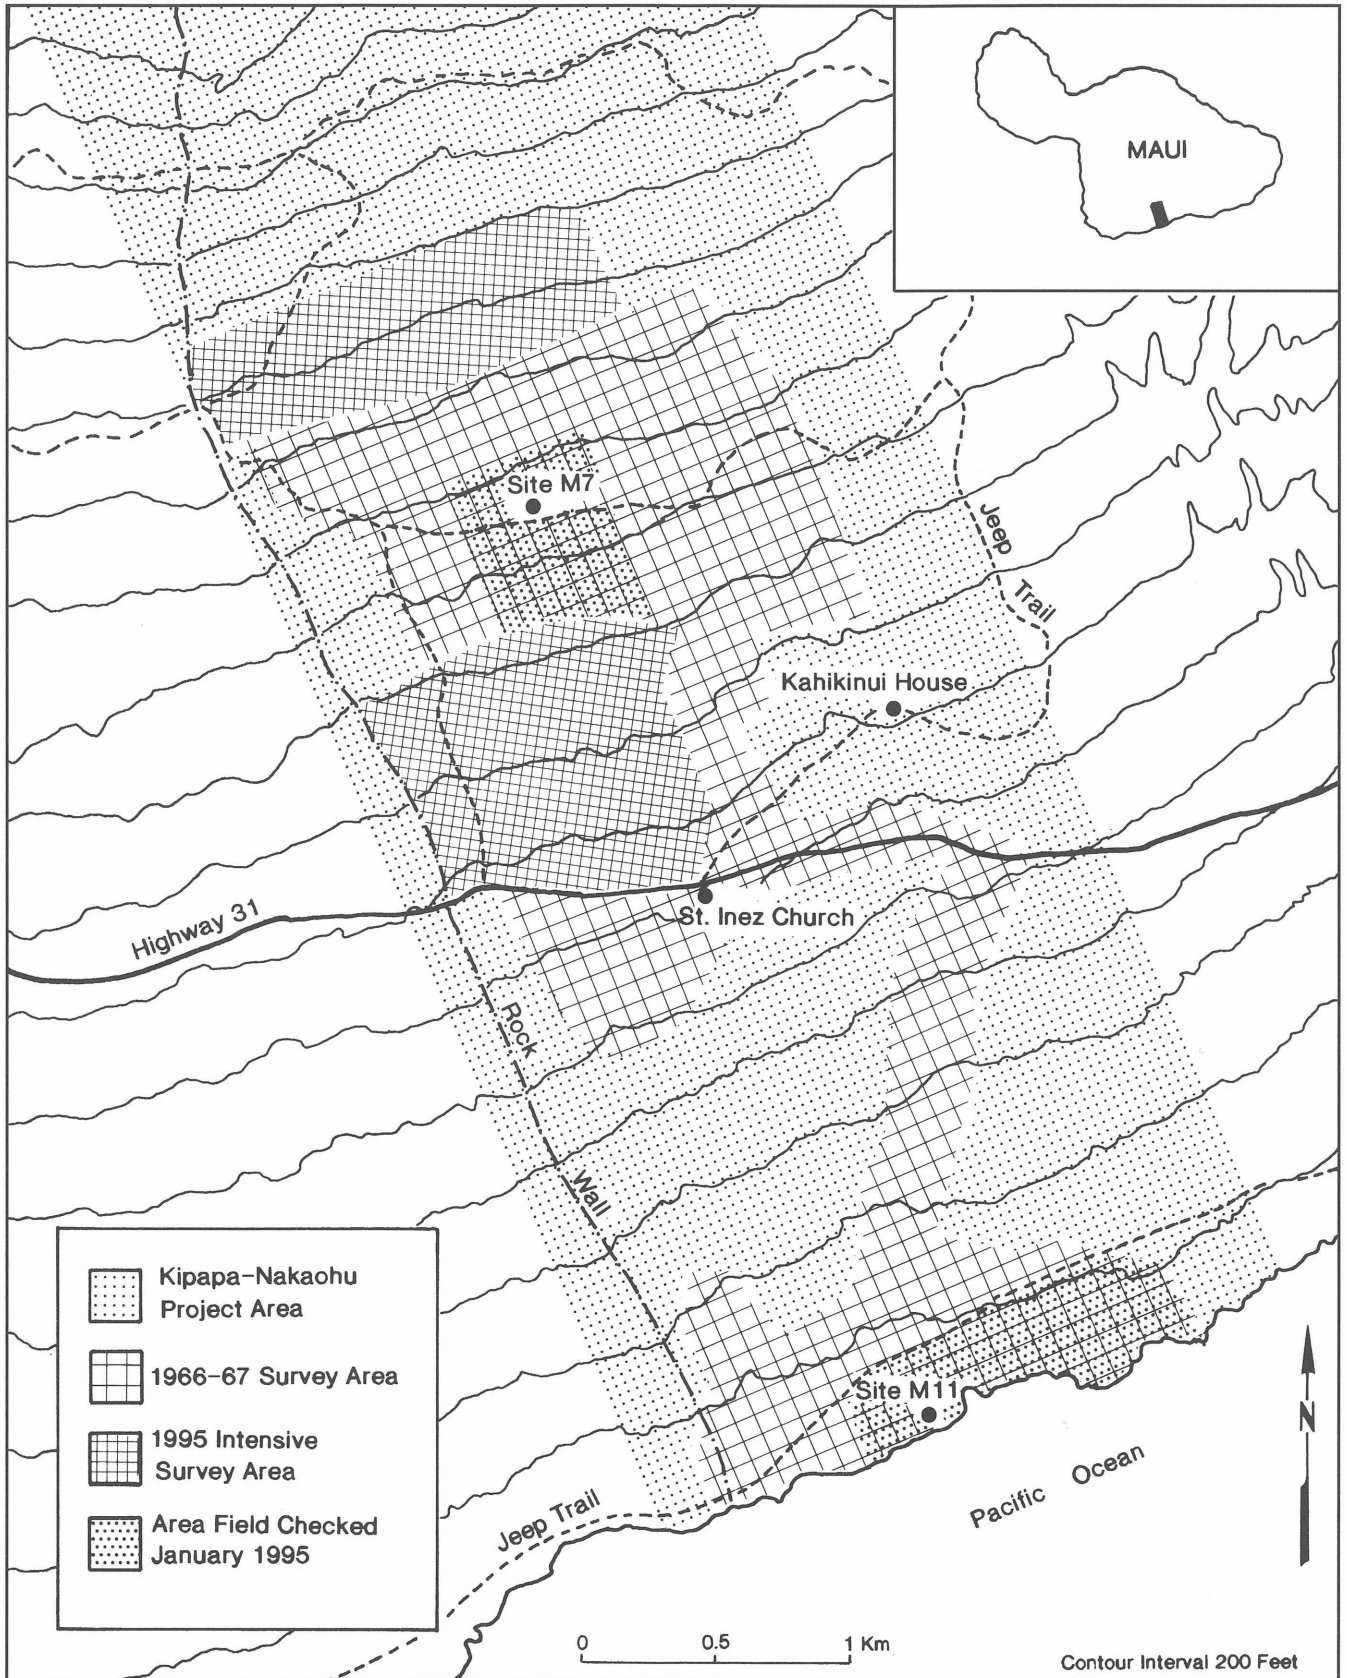 MAUI
Site M7
Jeep
Trail
Kahikinui House
St. Inez Church
Highway 31
Rock
Wall
Kipapa-Nakaohu
Project Area
1966-67 Survey Area
1995 Intensive
Survey Area
Area Field Checked
January 1995
Site M11
N
Pacific Ocean
Jeep Trail
0 0.5 1 Km
Contour Interval 200 Feet